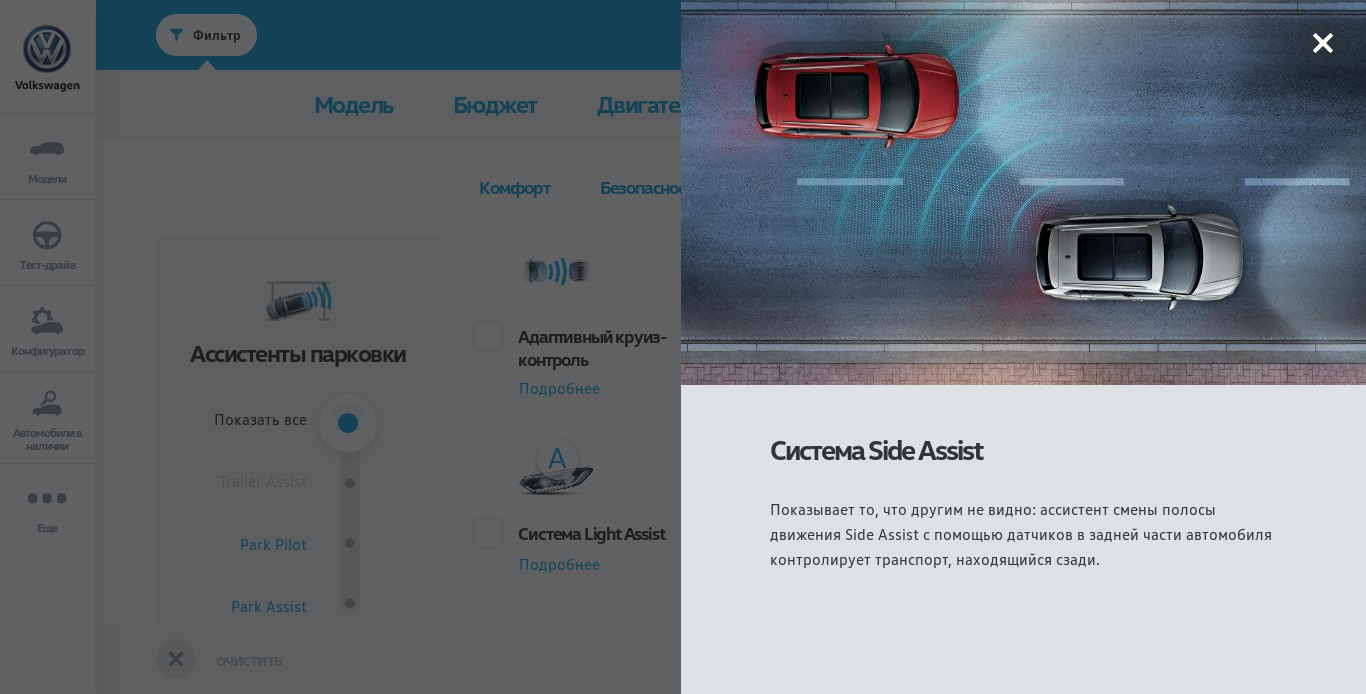 Volkswagen
Модели
Тест-драйв
Конфигуратор
Автомобили в
наличии
Еще
Фильтр
Модель Бюджет Двигате
Комфорт Безопаснос
Ассистенты парковки
Показать все
Trailer Assist
Park Pilot
Park Assist
Адаптивный круиз-
контроль
Подробнее
A
Система Light Assist
Подробнее
ОЧИСТИТЬ
Система Side Assist
Показывает то, что другим не видно: ассистент смены полосы
движения Side Assist с помощью датчиков в задней части автомобиля
контролирует транспорт, находящийся сзади.